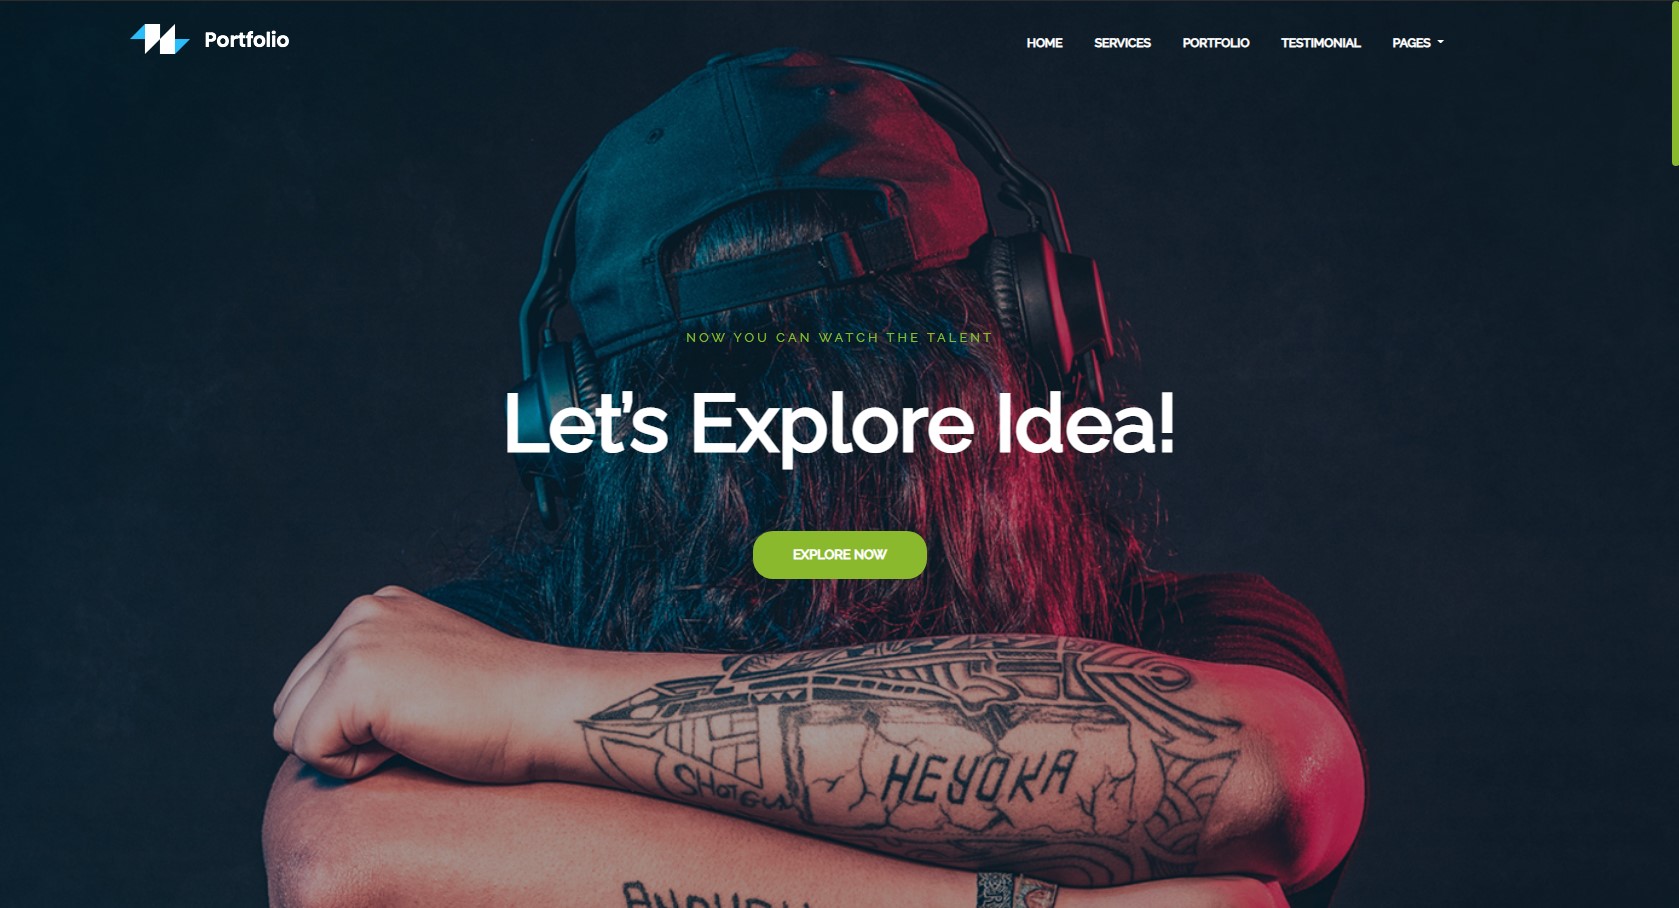 Portfolio
HOME SERVICES PORTFOLIO TESTIMONIAL PAGES
NOW YOU CAN WATCH THE TALENT
Let’s Explore Idea!
EXPLORE NOW
HEYOKA
SHOTGUN